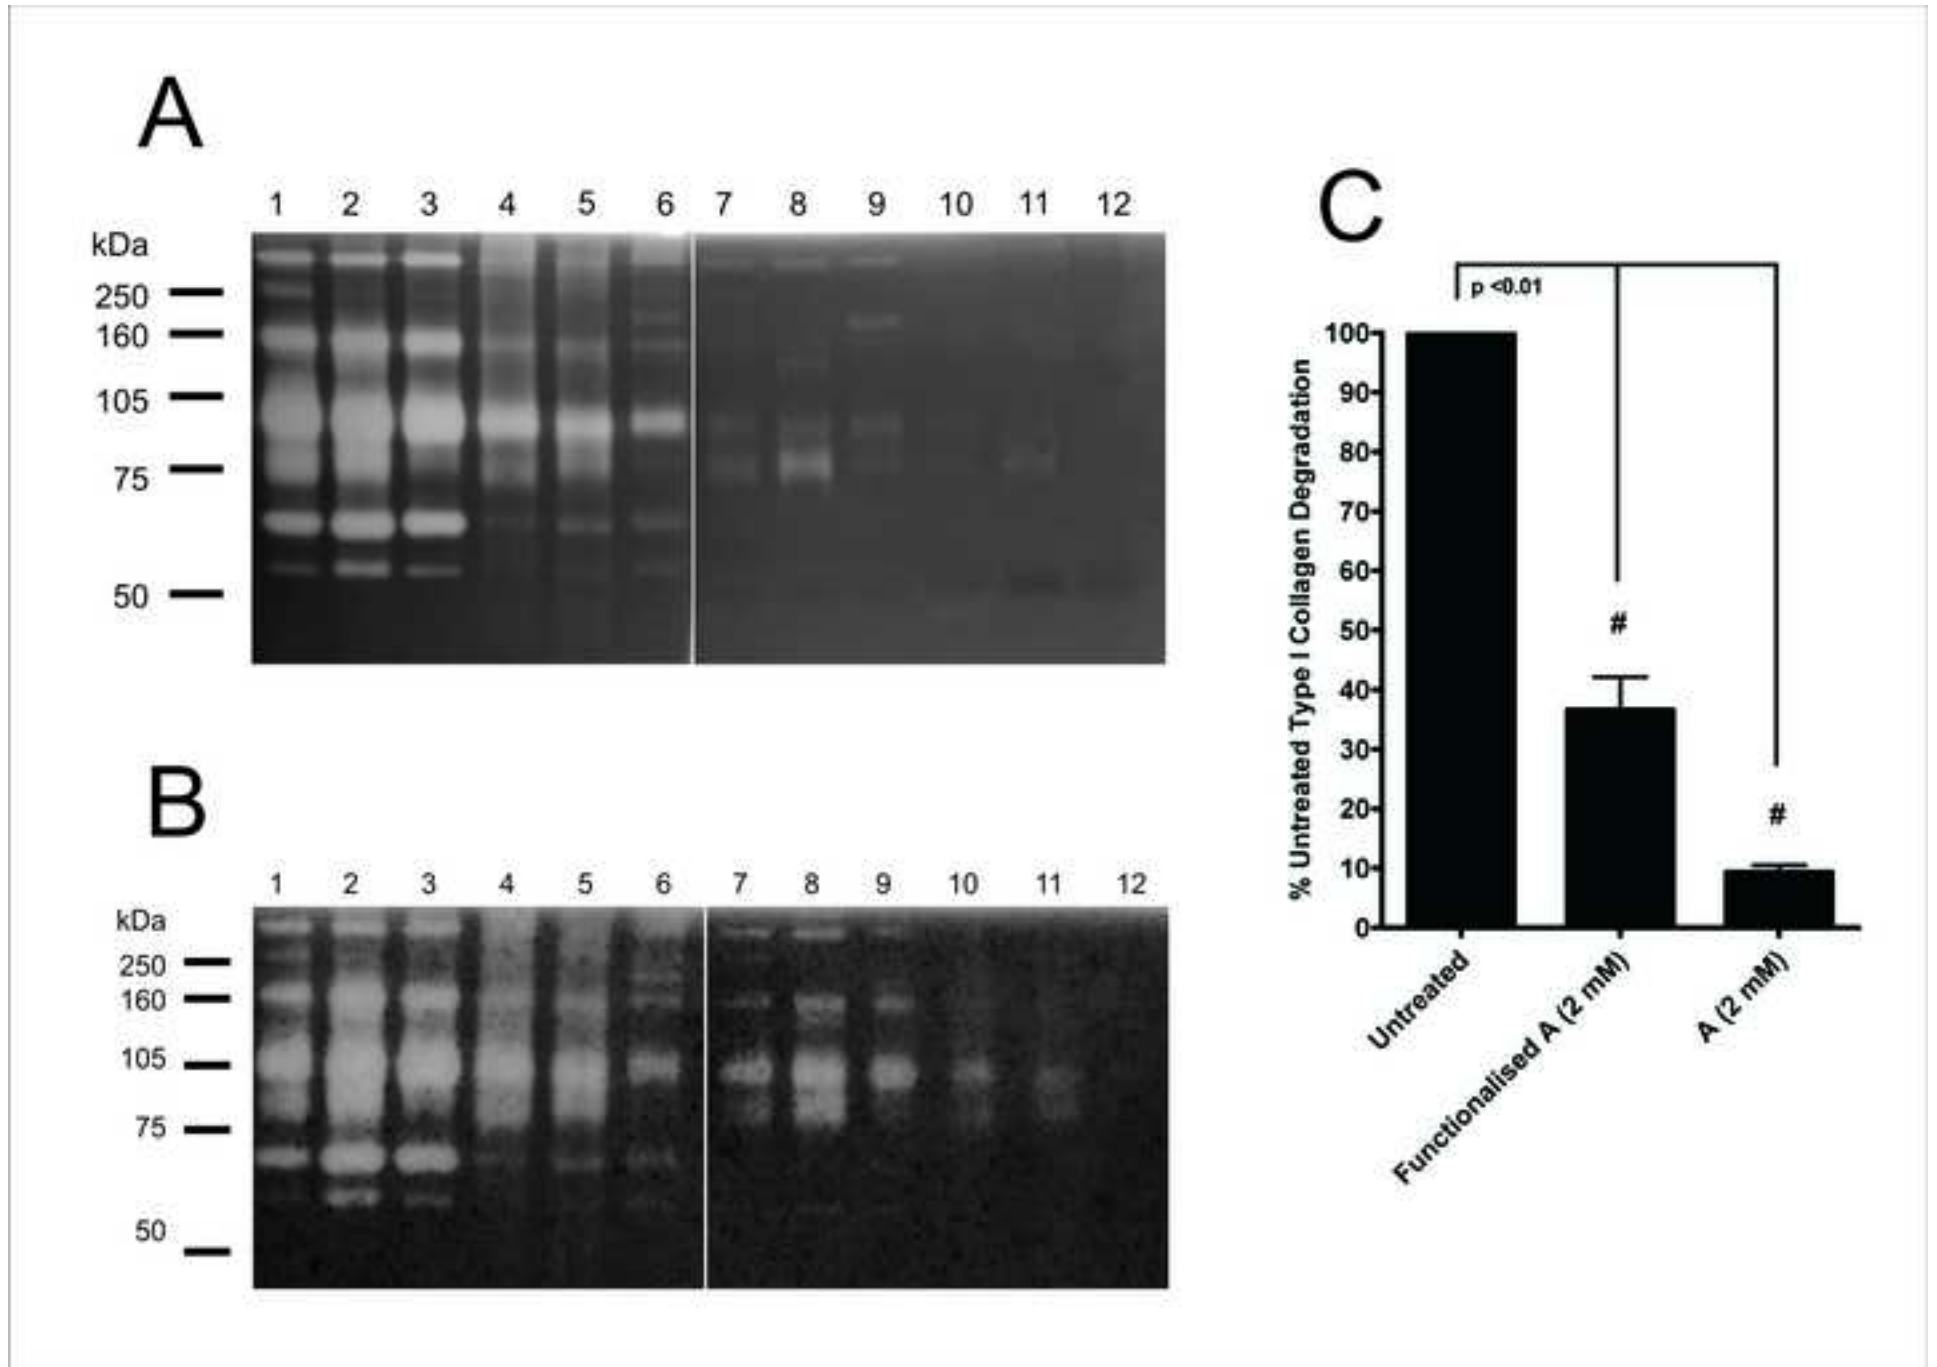 A
1 2 3 4 5 6 7 8 9 10 11 12
kDa
250
160
105
75
50
B
1 2 3 4 5 6 7 8 9 10 11 12
kDa
250
160
105
75
50
C
p <0.01
% Untreated Type I Collagen Degradation
100
90
80
70
60
50
40
30
20
10
0
#
#
Untreated
Functionalised A (2 mM)
A (2 mM)